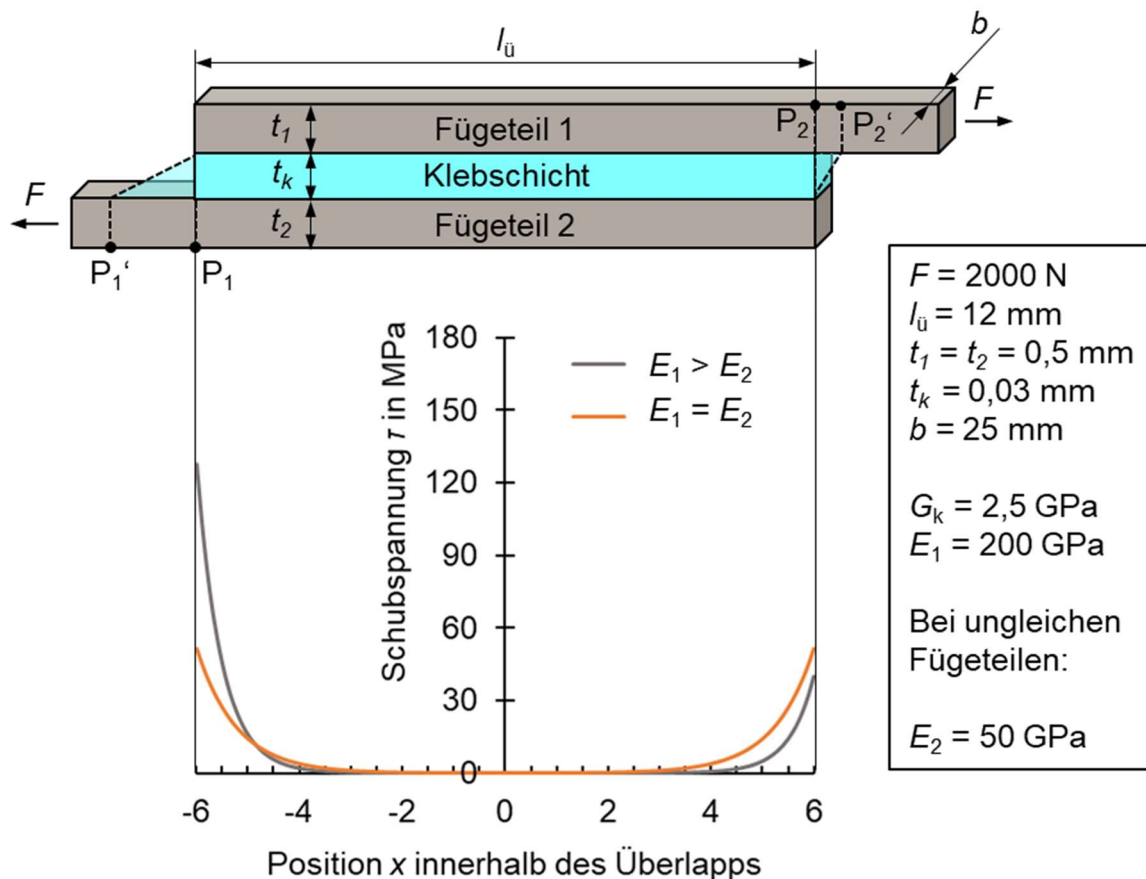 lü
b
F
P2
P2‘
t1
Fügeteil 1
tk
Klebschicht
F
t2
Fügeteil 2
P1‘
P1
F = 2000 N
lü = 12 mm
t1 = t2 = 0,5 mm
tk = 0,03 mm
b = 25 mm
Gk = 2,5 GPa
E1 = 200 GPa
Bei ungleichen
Fügeteilen:
E2 = 50 GPa
Schubspannung τ in MPa
180
150
120
90
60
30
0
E1 > E2
E1 = E2
-6
-4
-2
0
2
4
6
Position x innerhalb des Überlapps